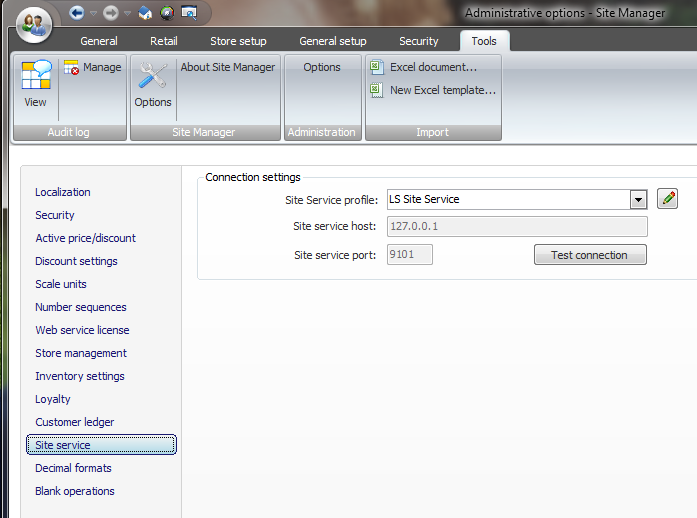 Administrative options - Site Manager
General Retail Store setup General setup Security Tools
View
Manage
Audit log
Options
About Site Manager
Site Manager
Options
Administration
Excel document...
New Excel template...
Import
Localization
Security
Active price/discount
Discount settings
Scale units
Number sequences
Web service license
Store management
Inventory settings
Loyalty
Customer ledger
Site service
Decimal formats
Blank operations
Connection settings
Site Service profile: LS Site Service
Site service host: 127.0.0.1
Site service port: 9101 Test connection